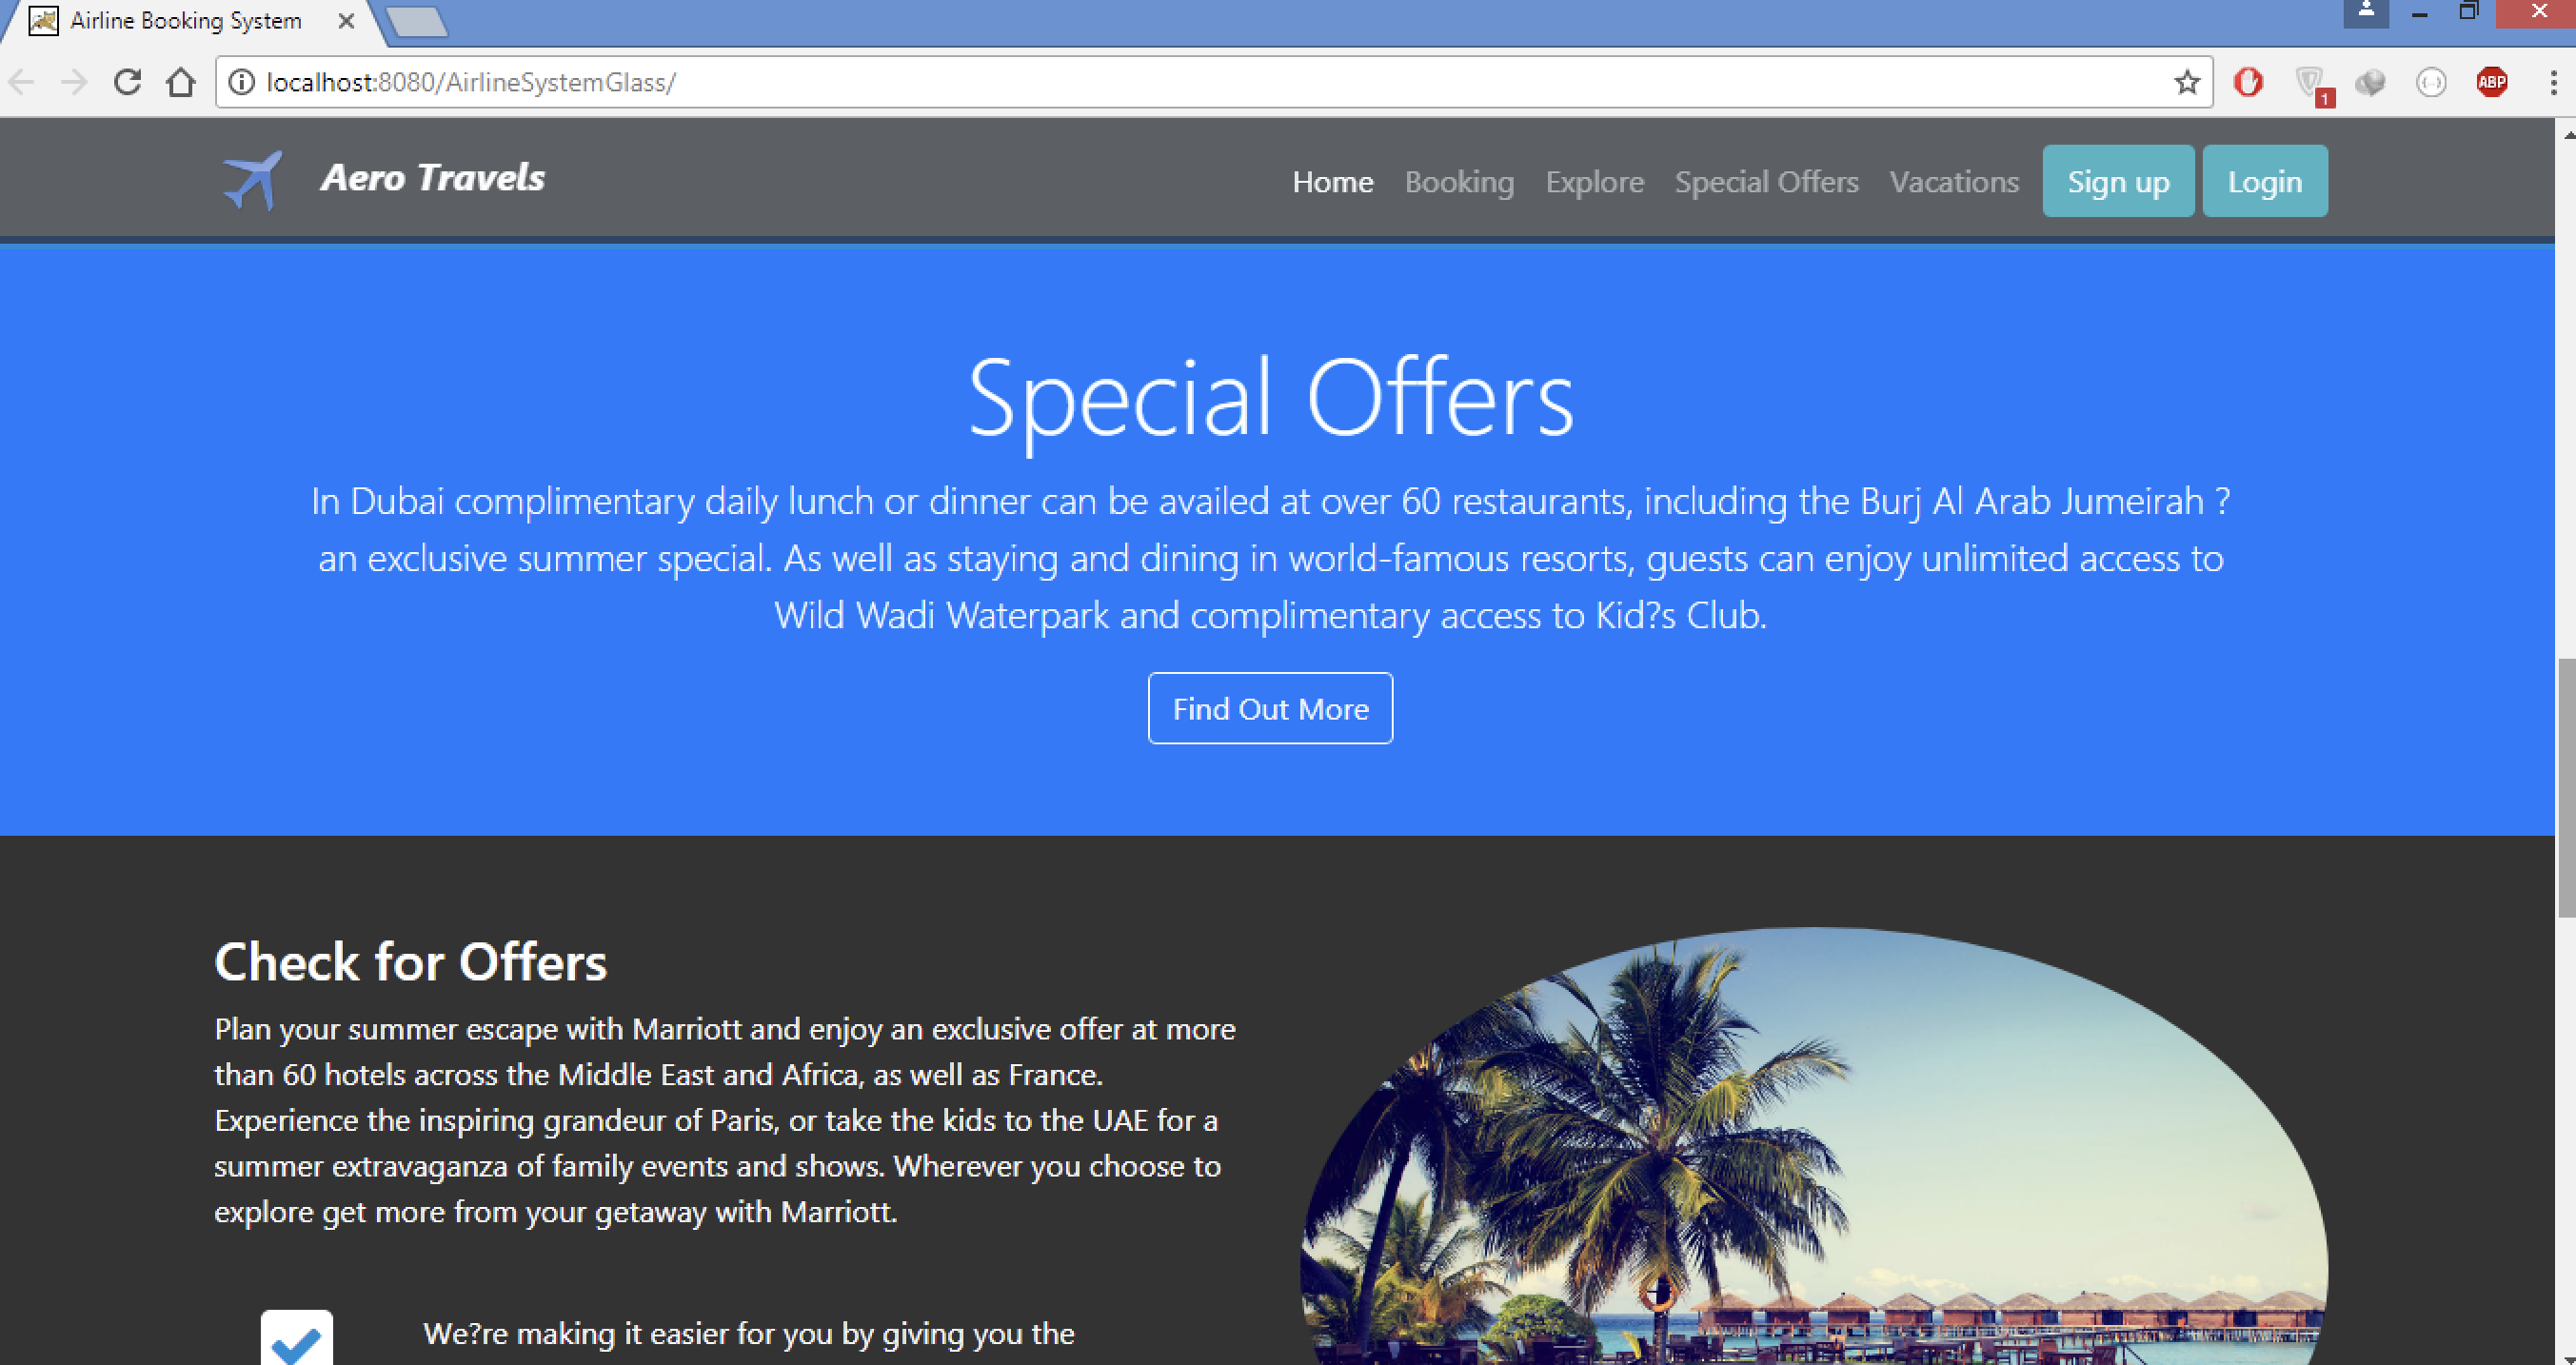 Airline Booking System
localhost:8080/AirlineSystemGlass/
1
ABP
Aero Travels
Home Booking Explore Special Offers Vacations Sign up Login
Special Offers
In Dubai complimentary daily lunch or dinner can be availed at over 60 restaurants, including the Burj Al Arab Jumeirah ?
an exclusive summer special. As well as staying and dining in world-famous resorts, guests can enjoy unlimited access to
Wild Wadi Waterpark and complimentary access to Kid?s Club.
Find Out More
Check for Offers
Plan your summer escape with Marriott and enjoy an exclusive offer at more
than 60 hotels across the Middle East and Africa, as well as France.
Experience the inspiring grandeur of Paris, or take the kids to the UAE for a
summer extravaganza of family events and shows. Wherever you choose to
explore get more from your getaway with Marriott.
We?re making it easier for you by giving you the